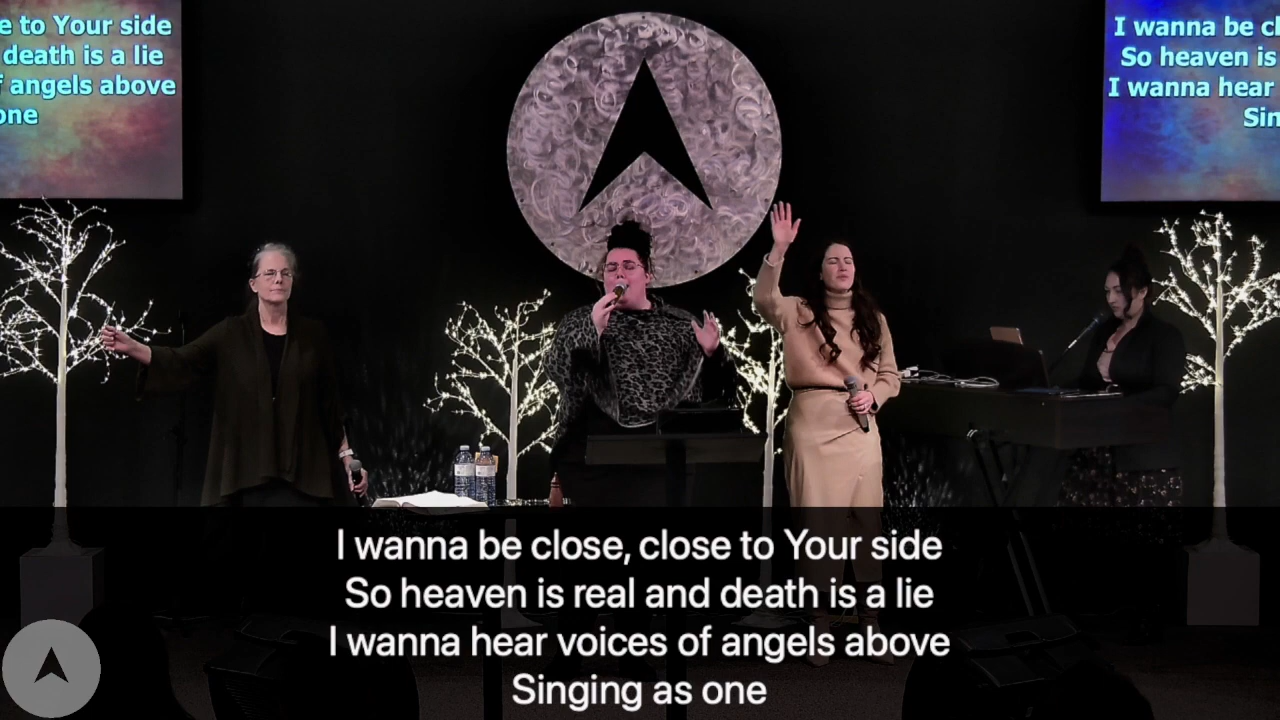 e to Your side
death is a lie
f angels above
one
I wanna be cl
So heaven is
I wanna hear
Sin
I wanna be close, close to Your side
So heaven is real and death is a lie
I wanna hear voices of angels above
Singing as one